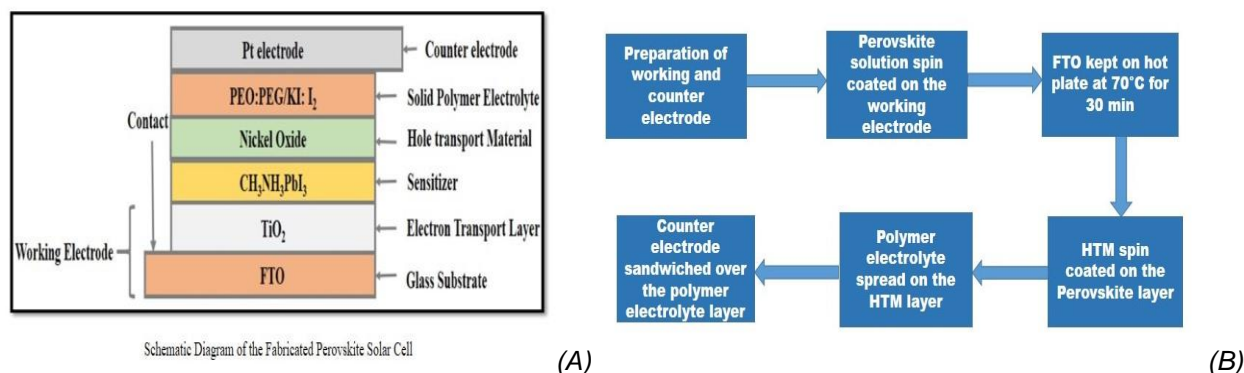 Pt electrode
Counter electrode
PEO:PEG/KI: I₂
Solid Polymer Electrolyte
Contact
Nickel Oxide
Hole transport Material
CH₃NH₃PbI₃
Sensitizer
TiO₂
Electron Transport Layer
Working Electrode
FTO
Glass Substrate
Schematic Diagram of the Fabricated Perovskite Solar Cell
(A)
Preparation of
working and
counter
electrode
Perovskite
solution spin
coated on the
working
electrode
FTO kept on hot
plate at 70°C for
30 min
HTM spin
coated on the
Perovskite layer
Polymer
electrolyte
spread on the
HTM layer
Counter
electrode
sandwiched over
the polymer
electrolyte layer
(B)